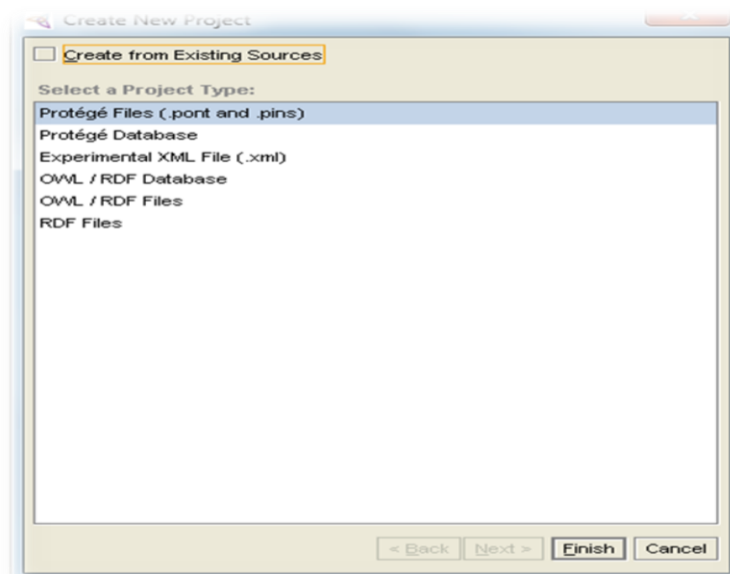 Create New Project
Create from Existing Sources
Select a Project Type:
Protégé Files (.pont and .pins)
Protégé Database
Experimental XML File (.xml)
OWL / RDF Database
OWL / RDF Files
RDF Files
< Back Next > Finish Cancel